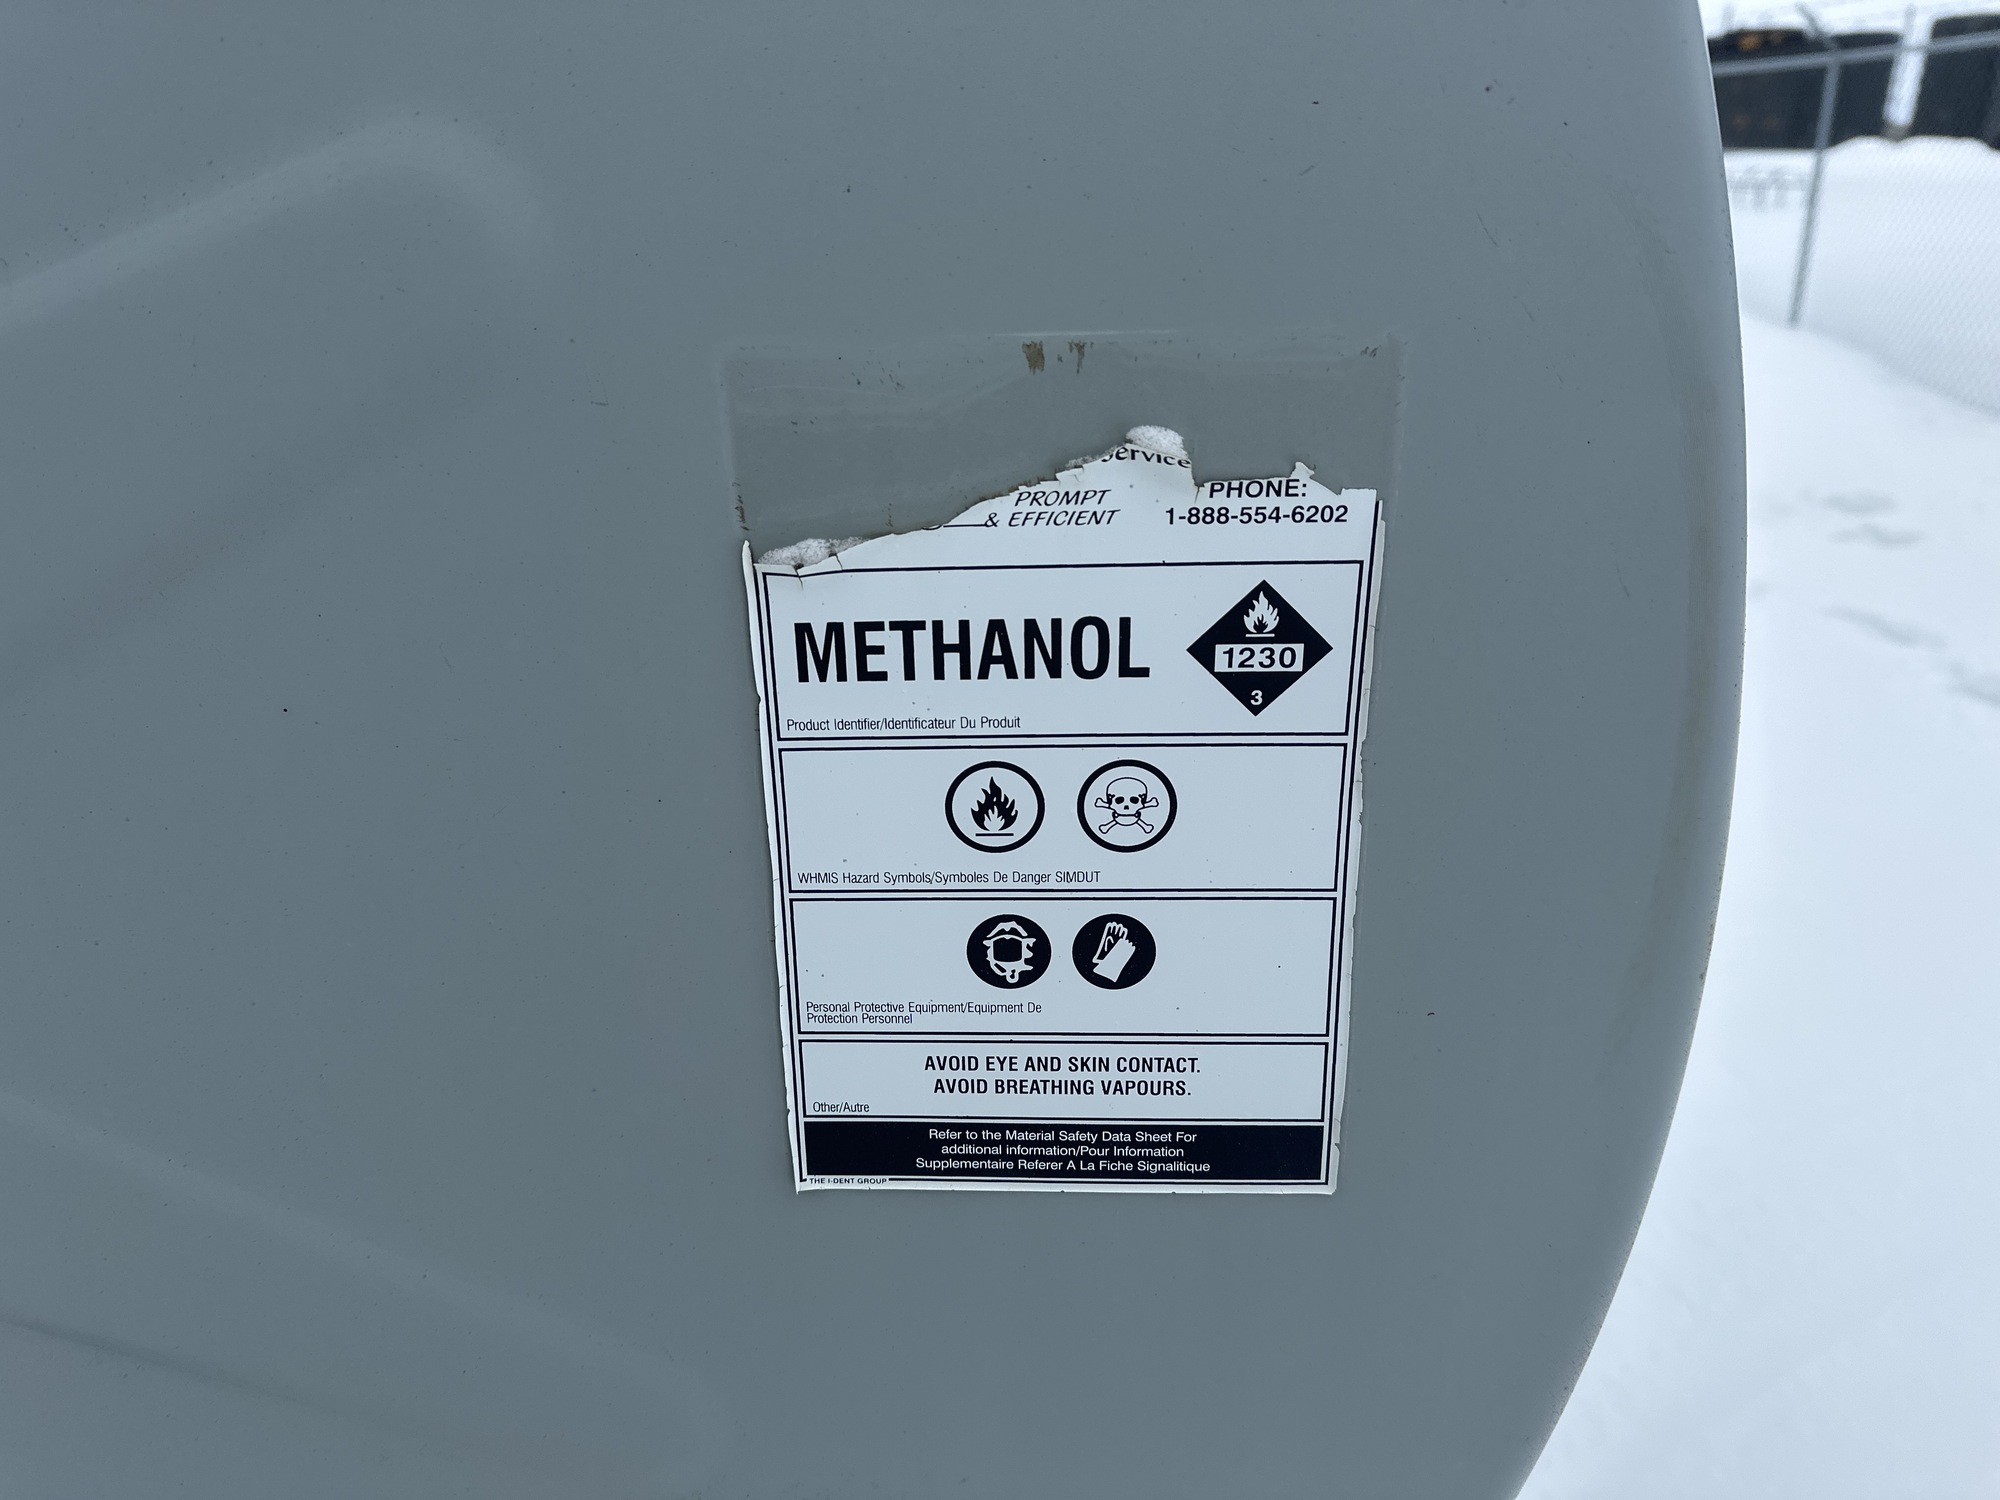 PROMPT
& EFFICIENT
PHONE:
1-888-554-6202
METHANOL
1230
3
Product Identifier/Identificateur Du Produit
WHMIS Hazard Symbols/Symboles De Danger SIMDUT
Personal Protective Equipment/Equipment De
Protection Personnel
AVOID EYE AND SKIN CONTACT.
AVOID BREATHING VAPOURS.
Other/Autre
Refer to the Material Safety Data Sheet For
additional information/Pour Information
Supplementaire Referer A La Fiche Signalitique
THE I-DENT GROUP